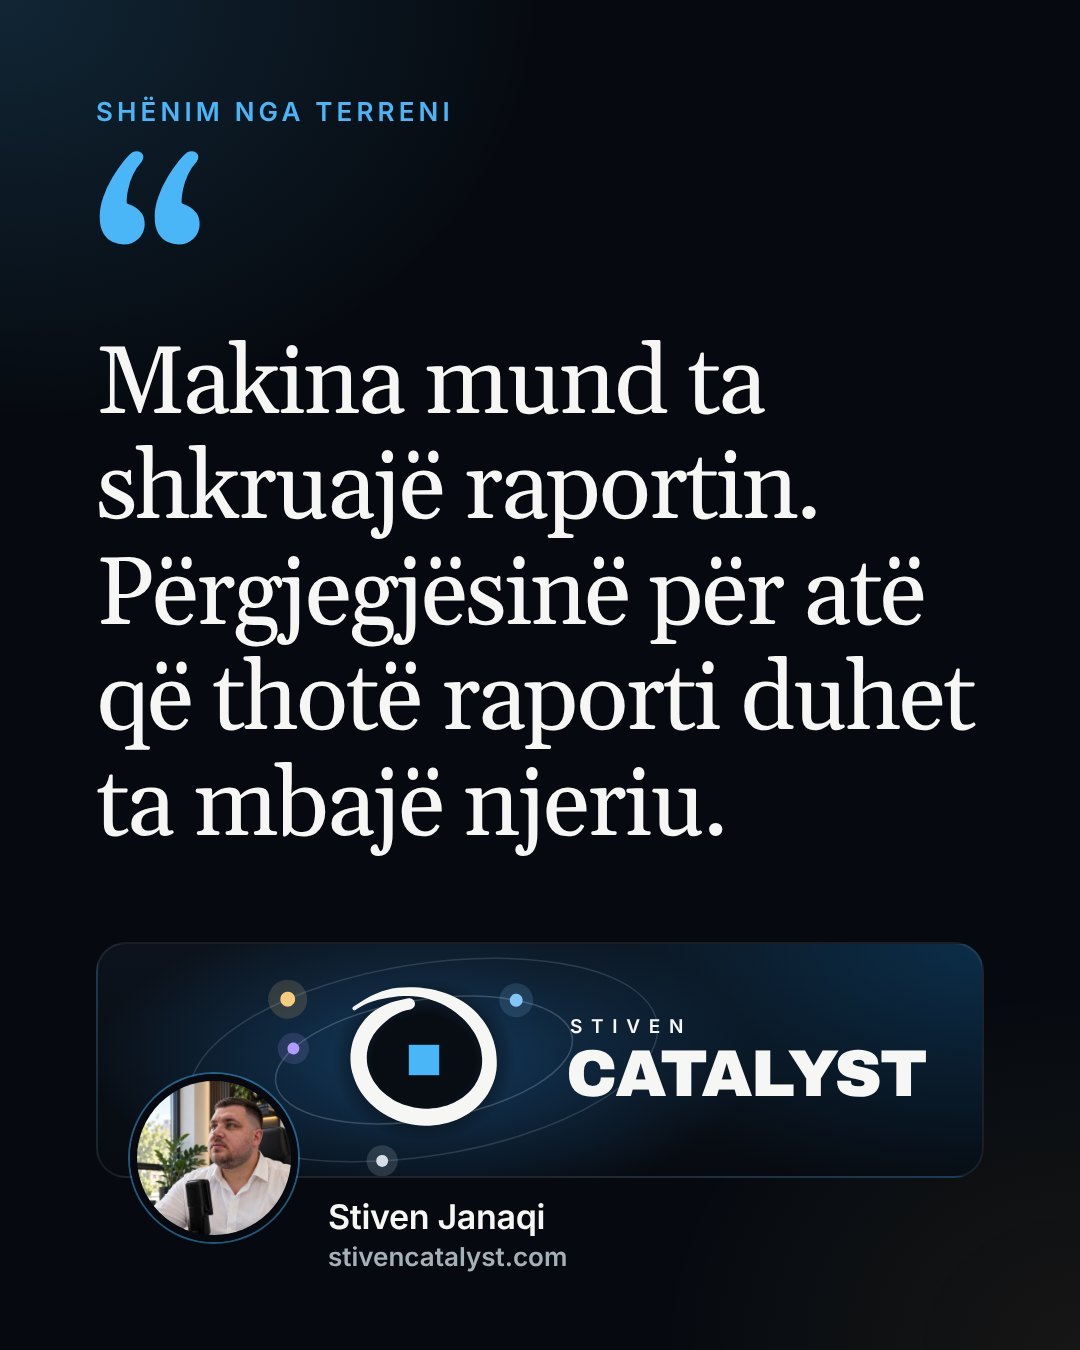 SHËNIM NGA TERRENI
“
Makina mund ta
shkruajë raportin.
Përgjegjësinë për atë
që thotë raporti duhet
ta mbajë njeriu.
STIVEN
CATALYST
Stiven Janaqi
stivencatalyst.com